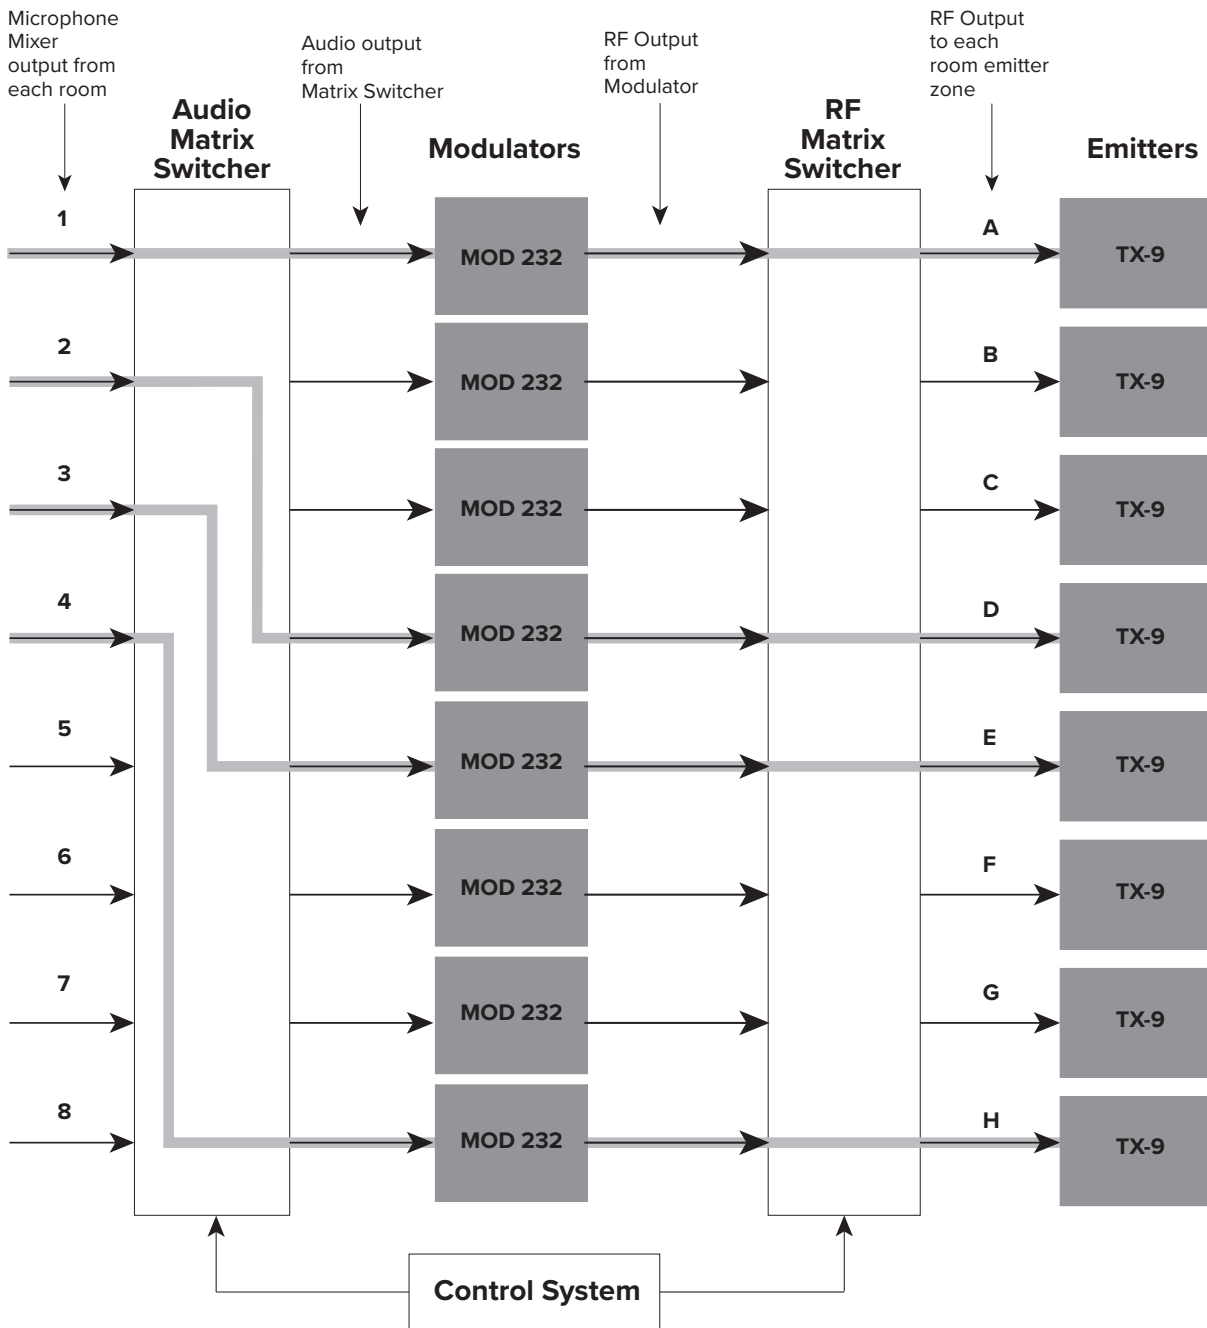 Microphone
Mixer
output from
each room
Audio output
from
Matrix Switcher
RF Output
from
Modulator
RF Output
to each
room emitter
zone
Audio
Matrix
Switcher
Modulators
RF
Matrix
Switcher
Emitters
1
MOD 232
A
TX-9
2
MOD 232
B
TX-9
3
MOD 232
C
TX-9
4
MOD 232
D
TX-9
5
MOD 232
E
TX-9
6
MOD 232
F
TX-9
7
MOD 232
G
TX-9
8
MOD 232
H
TX-9
Control System